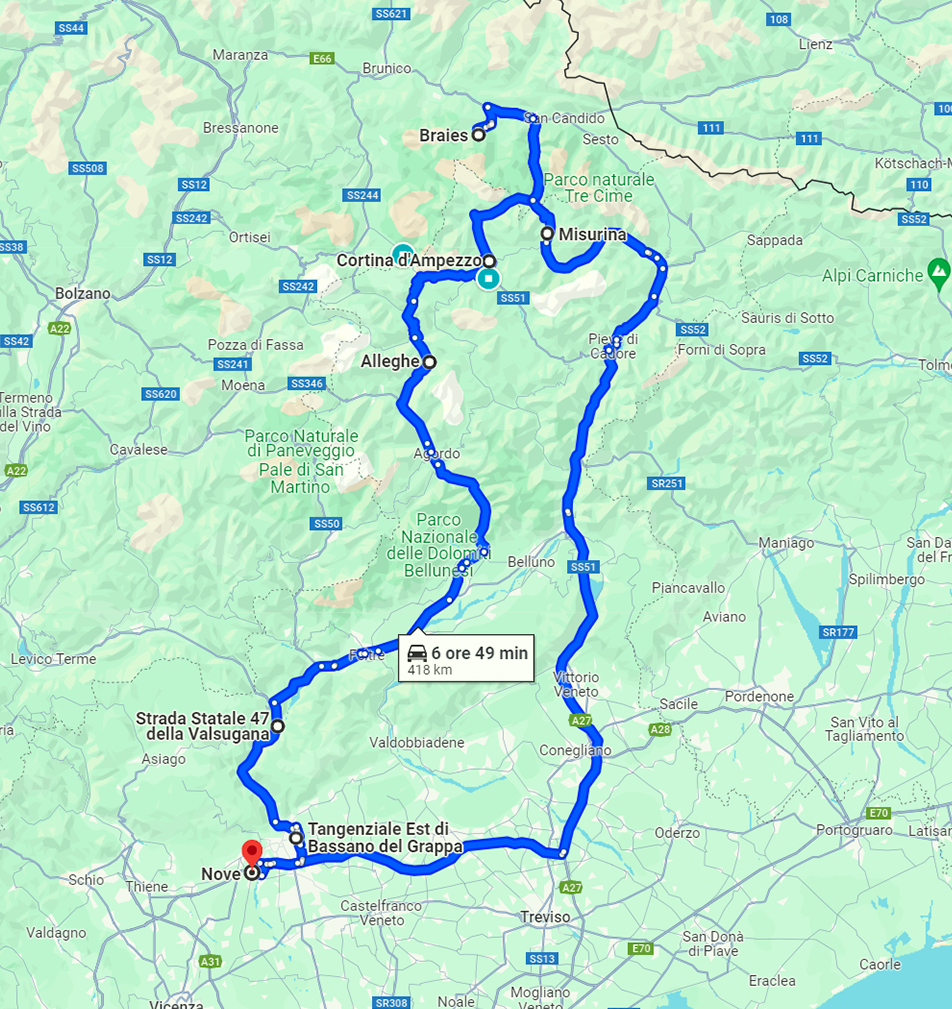 SS621
SS44
108
Lienz
Maranza
E66
Brunico
100
San Candido
Bressanone
111
Braies
111
Sesto
Kötschach-M
SS508
Parco naturale
Tre Cime
SS12
110
SS244
SS242
SS52
Misurina
Ortisei
Sappada
SS38
SS12
Cortina d'Ampezzo
Alpi Carniche
SS242
Bolzano
SS51
Sauris di Sotto
A22
SS52
Pieve di
Cadore
SS42
Pozza di Fassa
Forni di Sopra
SS52
Alleghe
SS241
Tolm
Moena
SS346
SS620
Termeno
ulla Strada
del Vino
Parco Naturale
di Paneveggio
Pale di San
Martino
Cavalese
Agordo
A22
SR251
SS612
SS50
Parco
Nazionale
delle Dolomiti
Bellunesi
Maniago
San Da
del Fr
Belluno
SS51
Spilimbergo
Piancavallo
Aviano
SS177
6 ore 49 min
418 km
Feltre
Levico Terme
Vittorio
Veneto
Pordenone
Sacile
Strada Statale 47
della Valsugana
A27
A28
San Vito al
Tagliamento
Valdobbiadene
Conegliano
Asiago
E70
Tangenziale Est di
Bassano del Grappa
Oderzo
Portogruaro
Latisan
Nove
Schio
Thiene
A27
Castelfranco
Veneto
Treviso
Valdagno
San Donà
di Piave
E70
A31
SS13
Caorle
Eraclea
Vicenza
SR308
Noale
Mogliano
Veneto